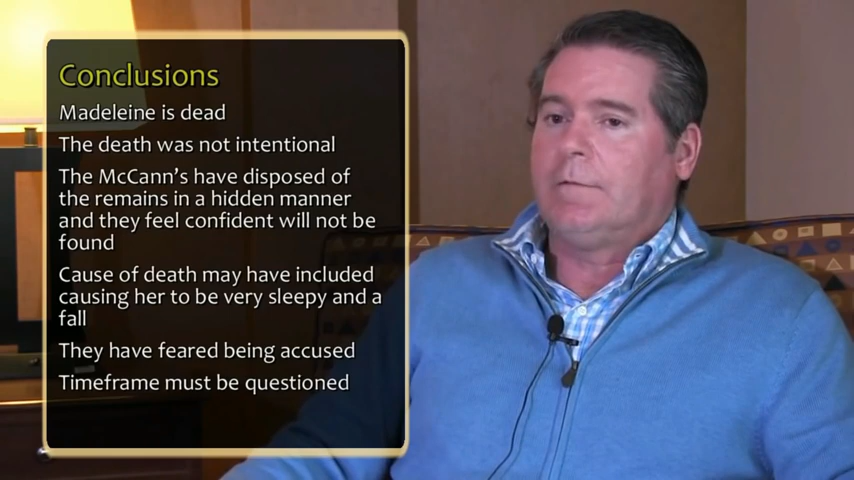 Conclusions
Madeleine is dead
The death was not intentional
The McCann's have disposed of
the remains in a hidden manner
and they feel confident will not be
found
Cause of death may have included
causing her to be very sleepy and a
fall
They have feared being accused
Timeframe must be questioned